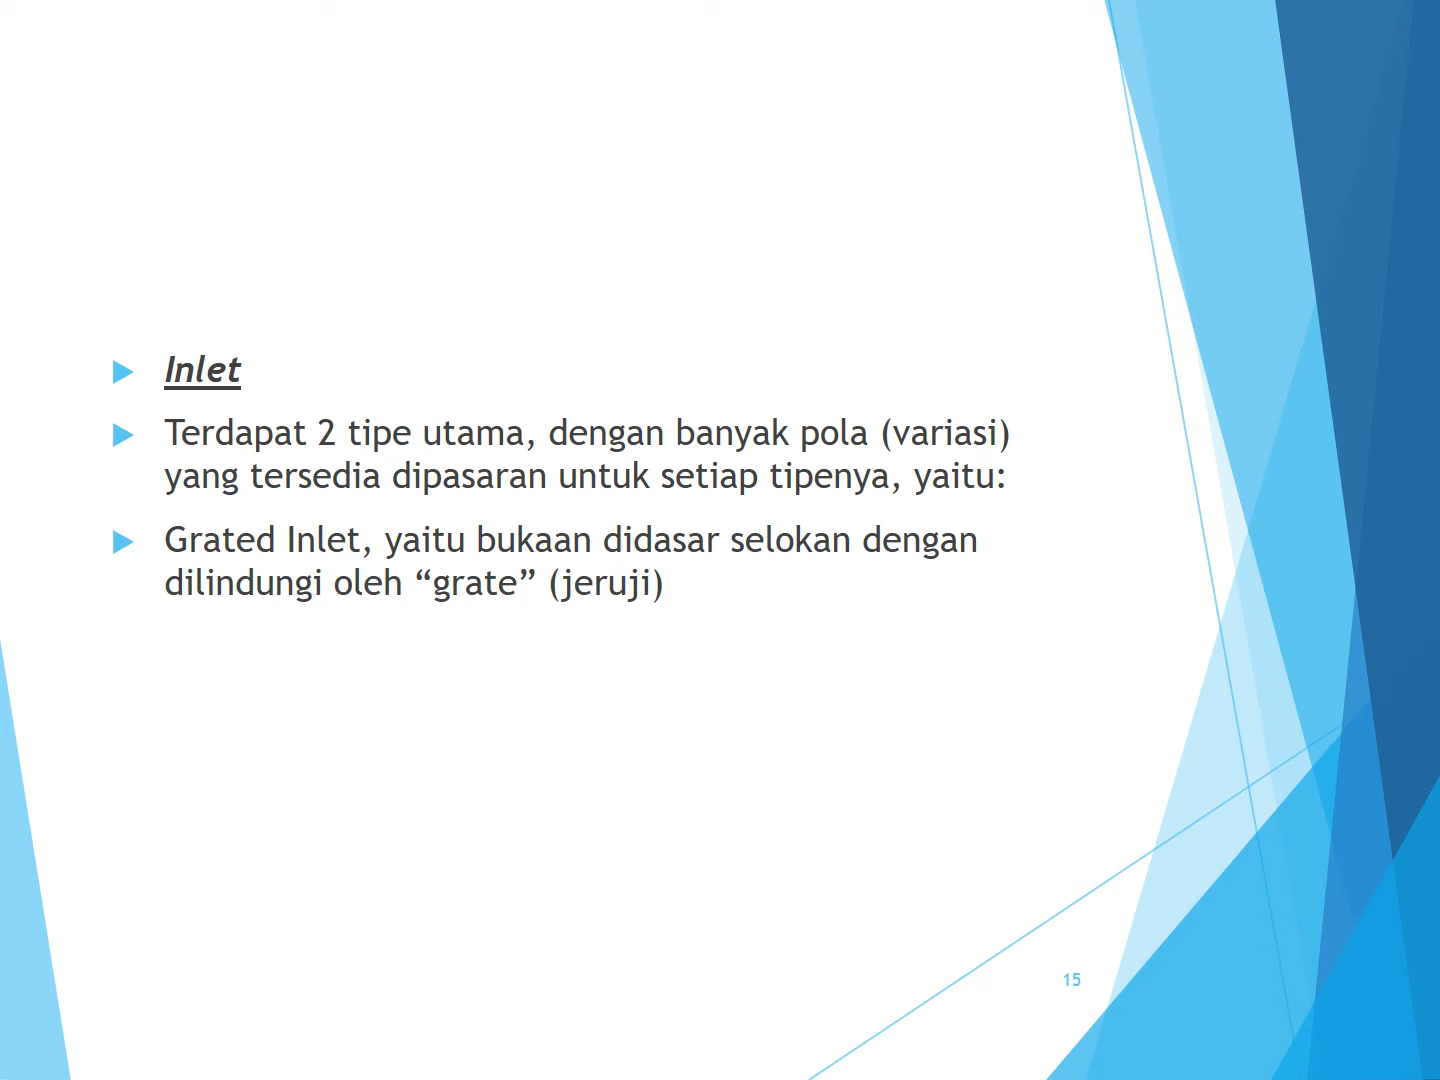 Inlet
Terdapat 2 tipe utama, dengan banyak pola (variasi)
yang tersedia dipasaran untuk setiap tipenya, yaitu:
Grated Inlet, yaitu bukaan didasar selokan dengan
dilindungi oleh “grate” (jeruji)
15